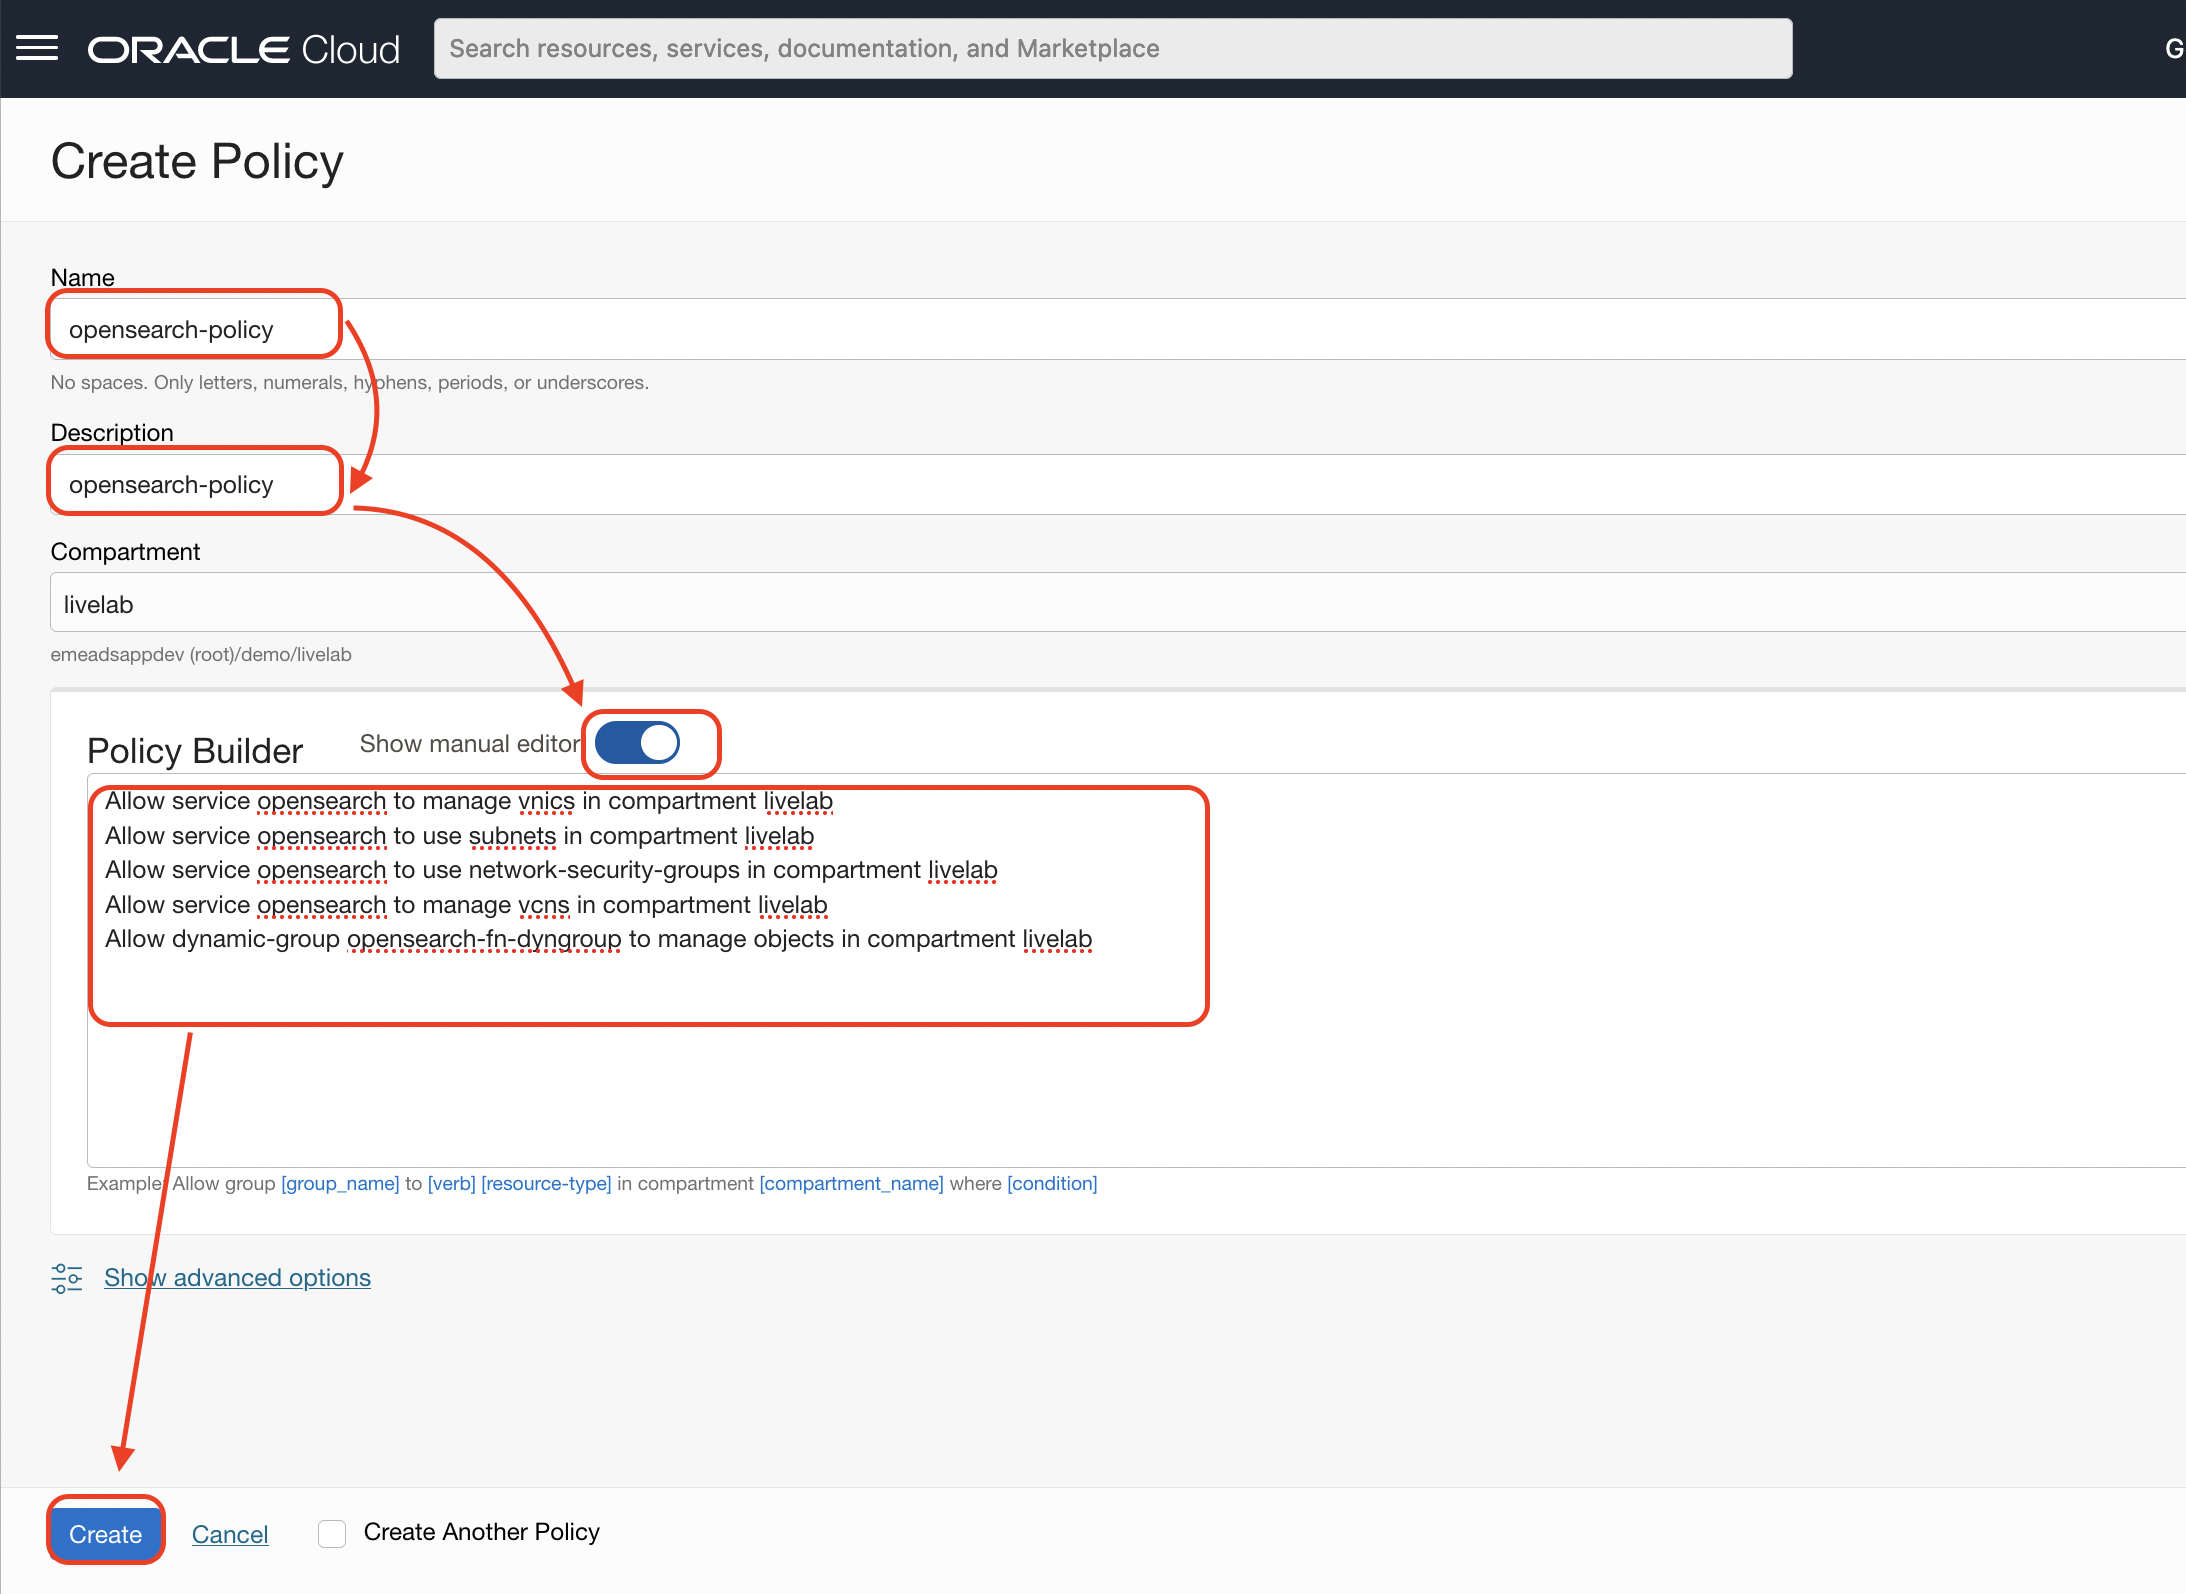 ORACLE Cloud
Search resources, services, documentation, and Marketplace
G
Create Policy
Name
opensearch-policy
No spaces. Only letters, numerals, hyphens, periods, or underscores.
Description
opensearch-policy
Compartment
livelab
emeadsappdev (root)/demo/livelab
Policy Builder
Show manual editor
Allow service opensearch to manage vnics in compartment livelab
Allow service opensearch to use subnets in compartment livelab
Allow service opensearch to use network-security-groups in compartment livelab
Allow service opensearch to manage vcns in compartment livelab
Allow dynamic-group opensearch-fn-dyngroup to manage objects in compartment livelab
Example: Allow group [group_name] to [verb] [resource-type] in compartment [compartment_name] where [condition]
Show advanced options
Create
Cancel
Create Another Policy